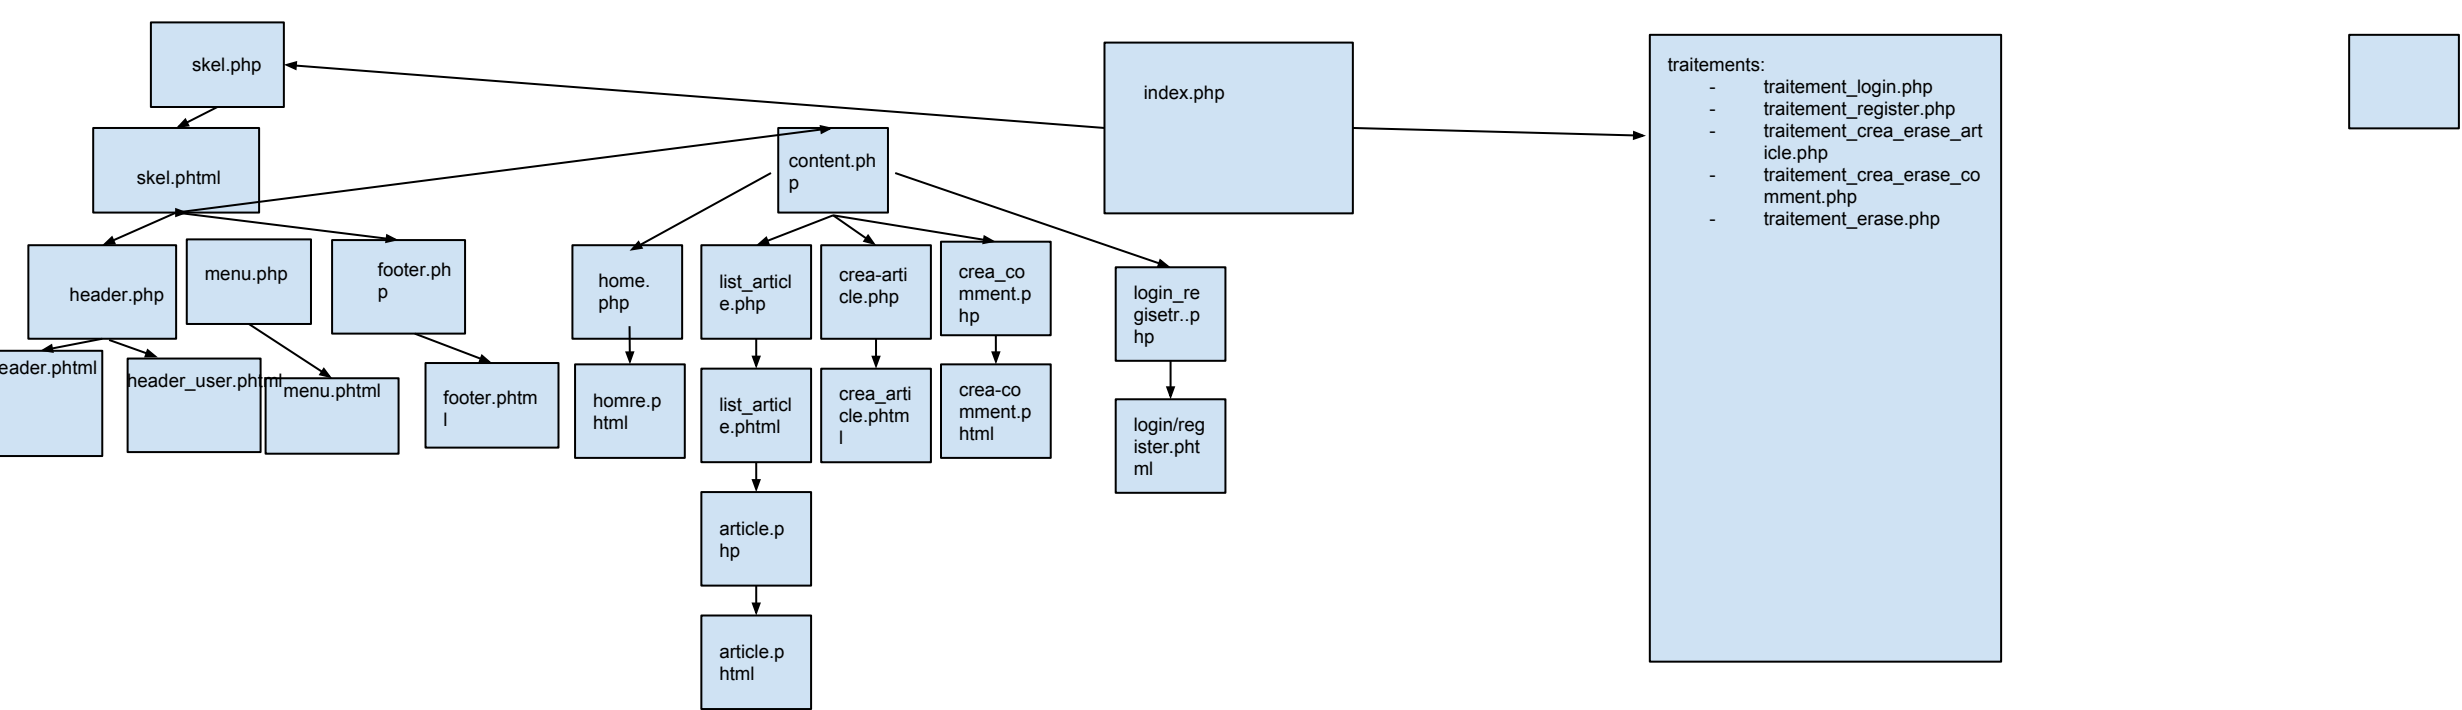 skel.php
index.php
traitements:
- traitement_login.php
- traitement_register.php
- traitement_crea_erase_art
icle.php
- traitement_crea_erase_co
mment.php
- traitement_erase.php
skel.phtml
content.ph
p
header.php
menu.php
footer.ph
p
home.
php
list_articl
e.php
crea-arti
cle.php
crea_co
mment.p
hp
login_re
gisetr..p
hp
eader.phtml
header_user.phtml
menu.phtml
footer.phtm
l
homre.p
html
list_articl
e.phtml
crea_arti
cle.phtm
l
crea-co
mment.p
html
login/reg
ister.pht
ml
article.p
hp
article.p
html